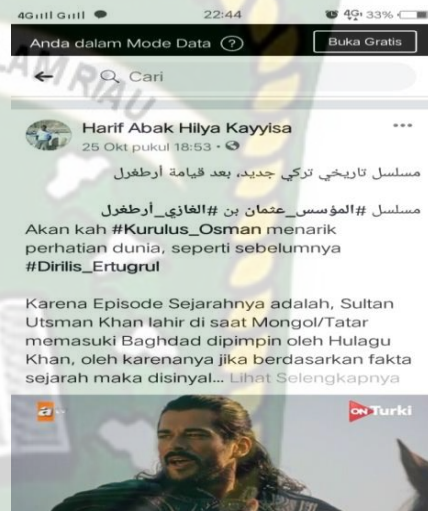 4G 4G
22:44
4G 33%
Anda dalam Mode Data ?
Buka Gratis
LAM RIAU
Cari
Harif Abak Hilya Kayyisa
25 Okt pukul 18:53 ·
مسلسل تاريخي تركي جديد، بعد قيامة أرطغرل
مسلسل #المؤسس_عثمان بن #الغازي_أرطغرل
Akan kah #Kurulus_Osman menarik
perhatian dunia, seperti sebelumnya
#Dirilis_Ertugrul
Karena Episode Sejarahnya adalah, Sultan
Utsman Khan lahir di saat Mongol/Tatar
memasuki Baghdad dipimpin oleh Hulagu
Khan, oleh karenanya jika berdasarkan fakta
sejarah maka disinyal... Lihat Selengkapnya
a
ON Turki